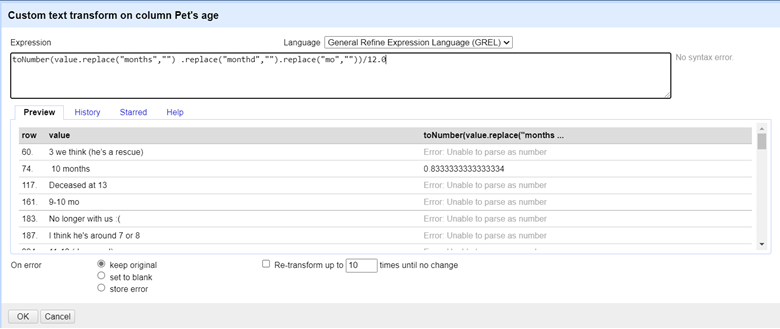 Custom text transform on column Pet's age
Expression Language General Refine Expression Language (GREL)
toNumber(value.replace("months","") .replace("monthd","").replace("mo",""))/12.0
No syntax error.
Preview History Starred Help
row value toNumber(value.replace("months ...
60. 3 we think (he's a rescue) Error: Unable to parse as number
74. 10 months 0.8333333333333334
117. Deceased at 13 Error: Unable to parse as number
161. 9-10 mo Error: Unable to parse as number
183. No longer with us :( Error: Unable to parse as number
187. I think he's around 7 or 8 Error: Unable to parse as number
On error keep original Re-transform up to 10 times until no change
set to blank
store error
OK Cancel